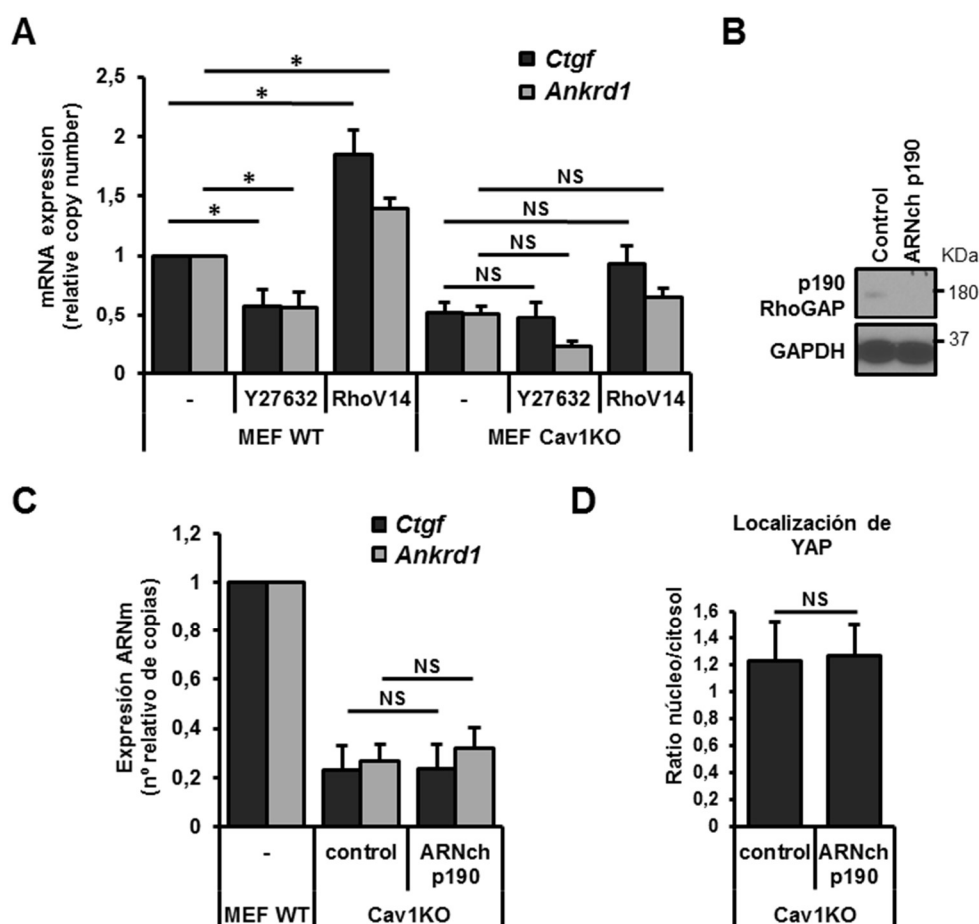 A
mRNA expression
(relative copy number)
2,5
2
1,5
1
0,5
0
Ctgf
Ankrd1
*
*
*
*
NS
NS
NS
NS
-
Y27632
RhoV14
-
Y27632
RhoV14
MEF WT
MEF Cav1KO
B
Control
ARNch p190
KDa
p190
RhoGAP
180
GAPDH
37
C
Expresión ARNm
(nº relativo de copias)
1,2
1
0,8
0,6
0,4
0,2
0
Ctgf
Ankrd1
NS
NS
-
control
ARNch
p190
MEF WT
Cav1KO
D
Localización de
YAP
Ratio núcleo/citosol
1,6
1,4
1,2
1
0,8
0,6
0,4
0,2
0
NS
control
ARNch
p190
Cav1KO